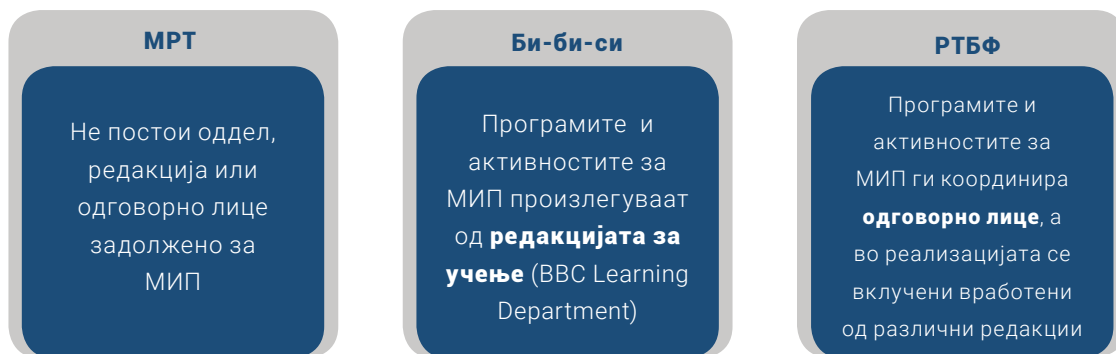 МРТ
Не постои оддел,
редакција или
одговорно лице
задолжено за
МИП
Би-би-си
Програмите и
активностите за
МИП произлегуваат
од редакцијата за
учење (BBC Learning
Department)
РТБФ
Програмите и
активностите за
МИП ги координира
одговорно лице, а
во реализацијата се
вклучени вработени
од различни редакции